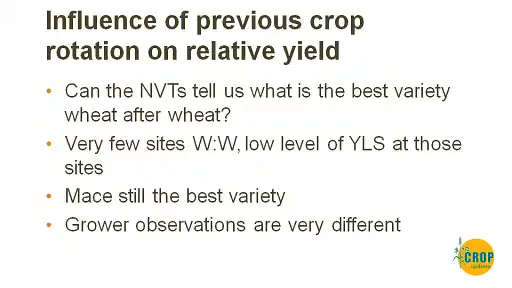 Influence of previous crop
rotation on relative yield
• Can the NVTs tell us what is the best variety
wheat after wheat?
• Very few sites W:W, low level of YLS at those
sites
• Mace still the best variety
• Grower observations are very different
CROP
updates